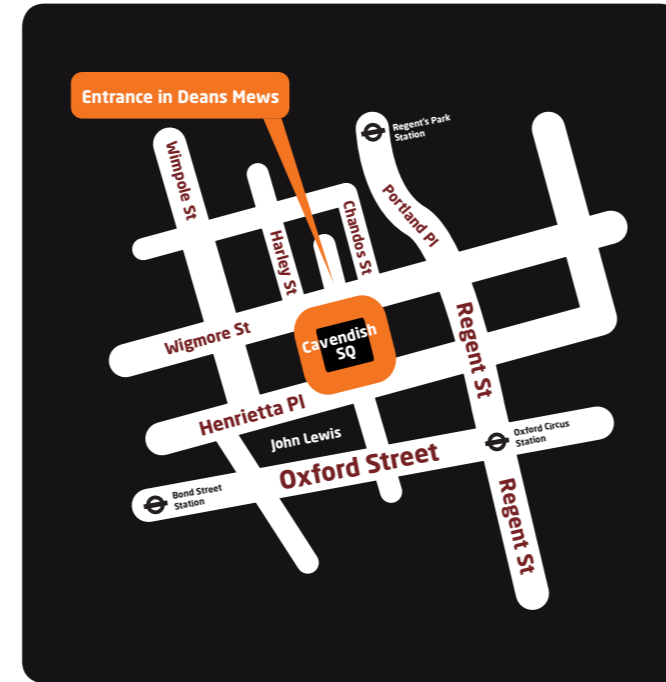 Entrance in Deans Mews
Regent's Park
Station
Wimpole St
Harley St
Chandos St
Portland Pl
Wigmore St
Cavendish
SQ
Regent St
Henrietta Pl
John Lewis
Oxford Circus
Station
Oxford Street
Bond Street
Station
Regent St